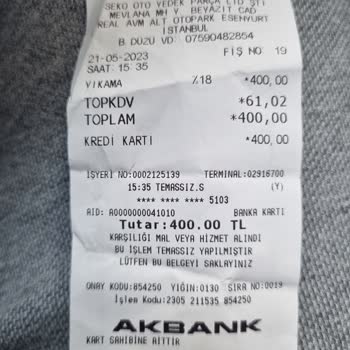 SEKO OTO YEDEK PARÇA LTD ŞTİ
MEVLANA MH Y. BEYAZIT CAD
REAL AVM ALT OTOPARK ESENYURT
İSTANBUL
B.DÜZÜ VD 07590482854
21-05-2023 FİŞ NO 19
SAAT 15 35
YIKAMA %18 *400,00
TOPKDV *61,02
TOPLAM *400,00
KREDİ KARTI *400,00
İŞYERİ NO:0002125139 TERMİNAL:02916700
15:35 TEMASSIZ.S (Y)
**** **** **** 5103
AID: A0000000041010 BANKA KARTI
Tutar:400.00 TL
KARŞILIĞI MAL VEYA HİZMET ALINDI
BU İŞLEM TEMASSIZ YAPILMIŞTIR
LÜTFEN BU BELGEYİ SAKLAYINIZ
ONAY KODU:854250 YIĞIN:0130 SIRA:0019
İşlem Kodu:2305 211535 854250
AKBANK
KART SAHİBİNE AİTTİR